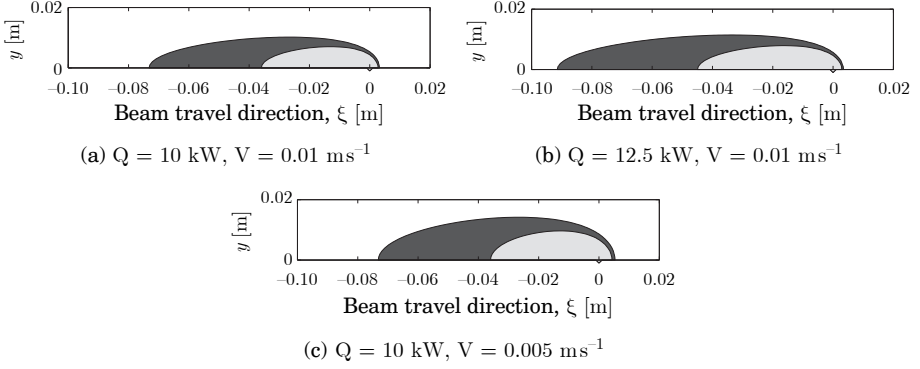 0.02
y [m]
0
–0.10 –0.08 –0.06 –0.04 –0.02 0 0.02
Beam travel direction, ξ [m]
(a) Q = 10 kW, V = 0.01 m s⁻¹
0.02
y [m]
0
–0.10 –0.08 –0.06 –0.04 –0.02 0 0.02
Beam travel direction, ξ [m]
(b) Q = 12.5 kW, V = 0.01 m s⁻¹
0.02
y [m]
0
–0.10 –0.08 –0.06 –0.04 –0.02 0 0.02
Beam travel direction, ξ [m]
(c) Q = 10 kW, V = 0.005 m s⁻¹